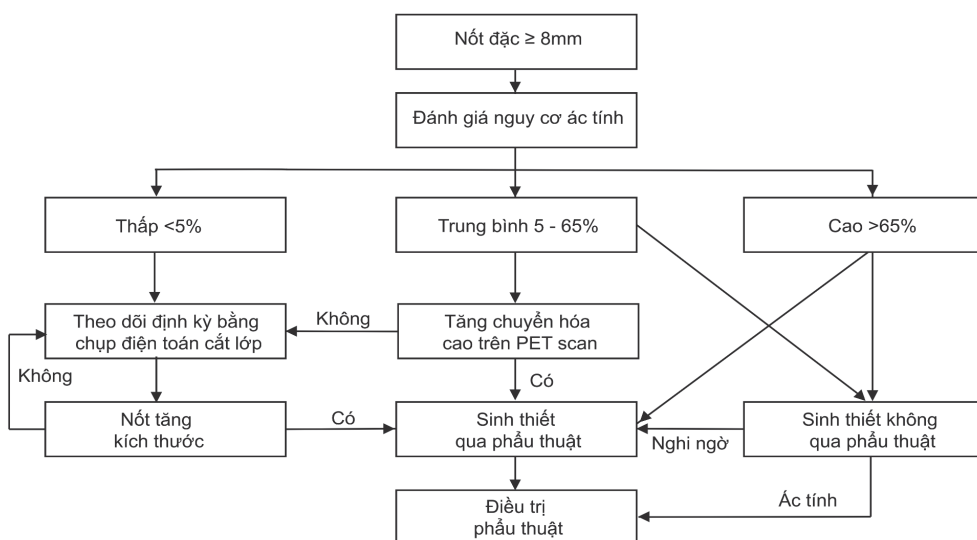 Nốt đặc ≥ 8mm
Đánh giá nguy cơ ác tính
Thấp <5%
Trung bình 5 - 65%
Cao >65%
Theo dõi định kỳ bằng
chụp điện toán cắt lớp
Không
Tăng chuyển hóa
cao trên PET scan
Không
Có
Nốt tăng
kích thước
Có
Sinh thiết
qua phẩu thuật
Nghi ngờ
Sinh thiết không
qua phẩu thuật
Điều trị
phẩu thuật
Ác tính